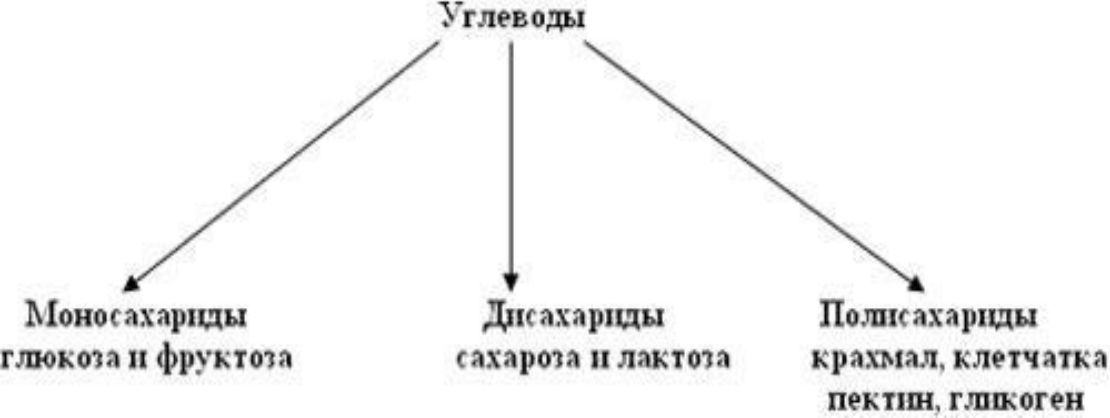 Углеводы
Моносахариды
глюкоза и фруктоза
Дисахариды
сахароза и лактоза
Полисахариды
крахмал, клетчатка
пектин, гликоген